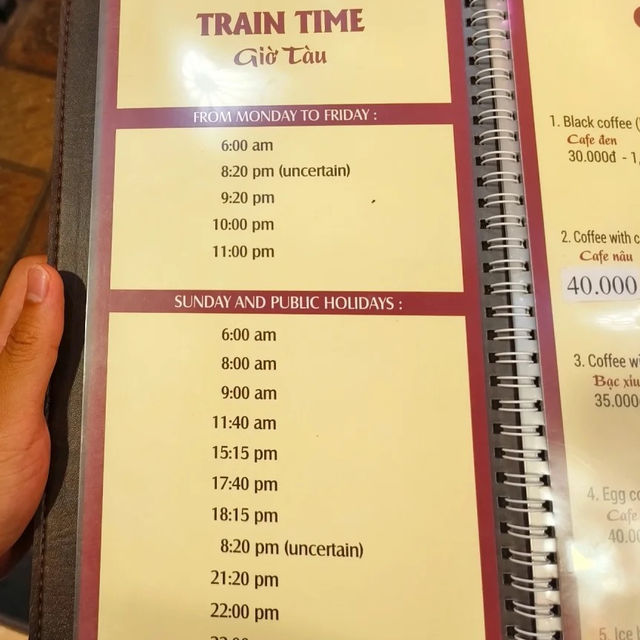 TRAIN TIME
Giờ Tàu
FROM MONDAY TO FRIDAY :
6:00 am
8:20 pm (uncertain)
9:20 pm
10:00 pm
11:00 pm
SUNDAY AND PUBLIC HOLIDAYS :
6:00 am
8:00 am
9:00 am
11:40 am
15:15 pm
17:40 pm
18:15 pm
8:20 pm (uncertain)
21:20 pm
22:00 pm
1. Black coffee
Cafe đen
30.000đ - 1,
2. Coffee with
Cafe nâu
40.000
3. Coffee
Bạc xỉu
35.000
4. Egg
Cafe
5. Ice